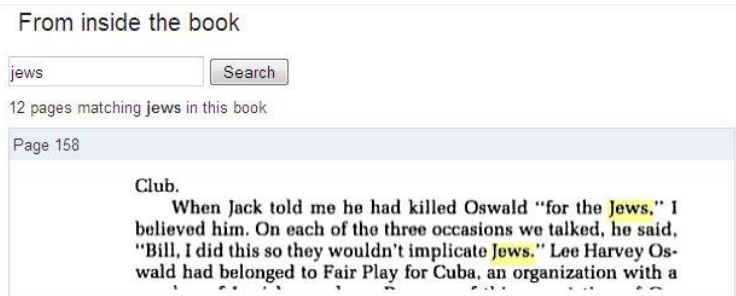 From inside the book
jews Search
12 pages matching jews in this book
Page 158
Club.
When Jack told me he had killed Oswald "for the Jews," I
believed him. On each of the three occasions we talked, he said,
"Bill, I did this so they wouldn't implicate Jews." Lee Harvey Os-
wald had belonged to Fair Play for Cuba, an organization with a